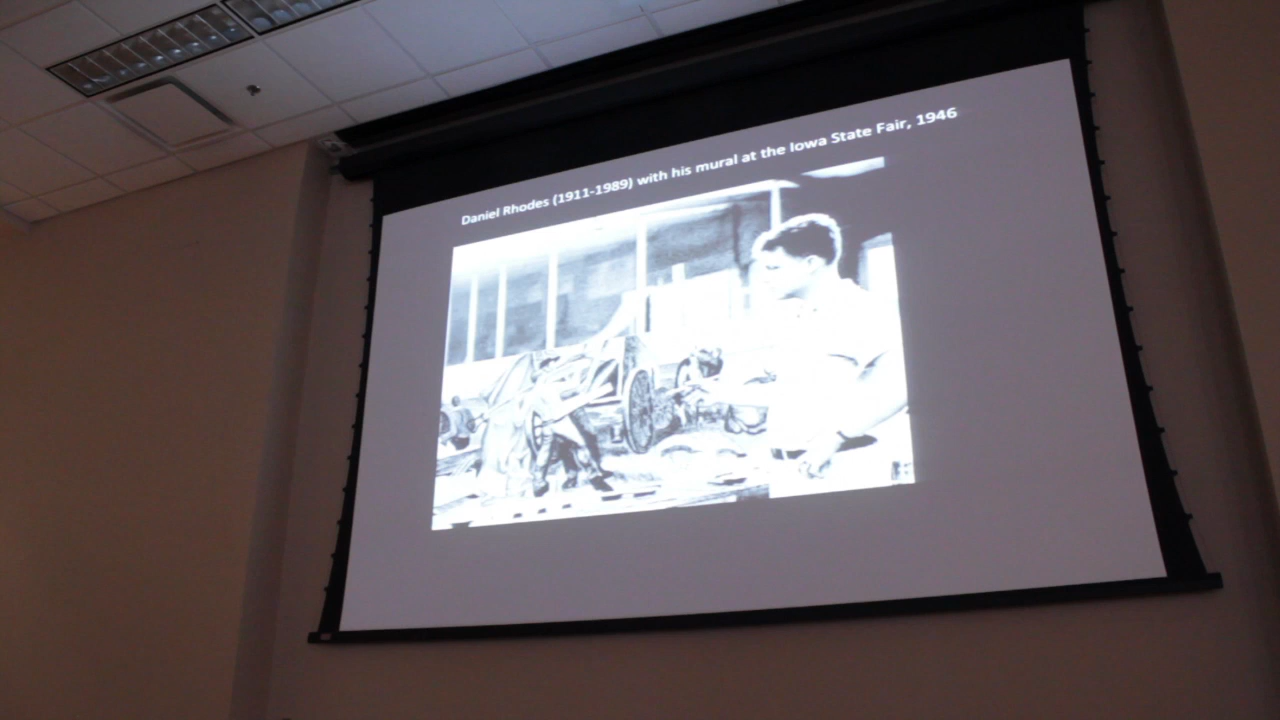 Daniel Rhodes (1911-1989) with his mural at the Iowa State Fair, 1946